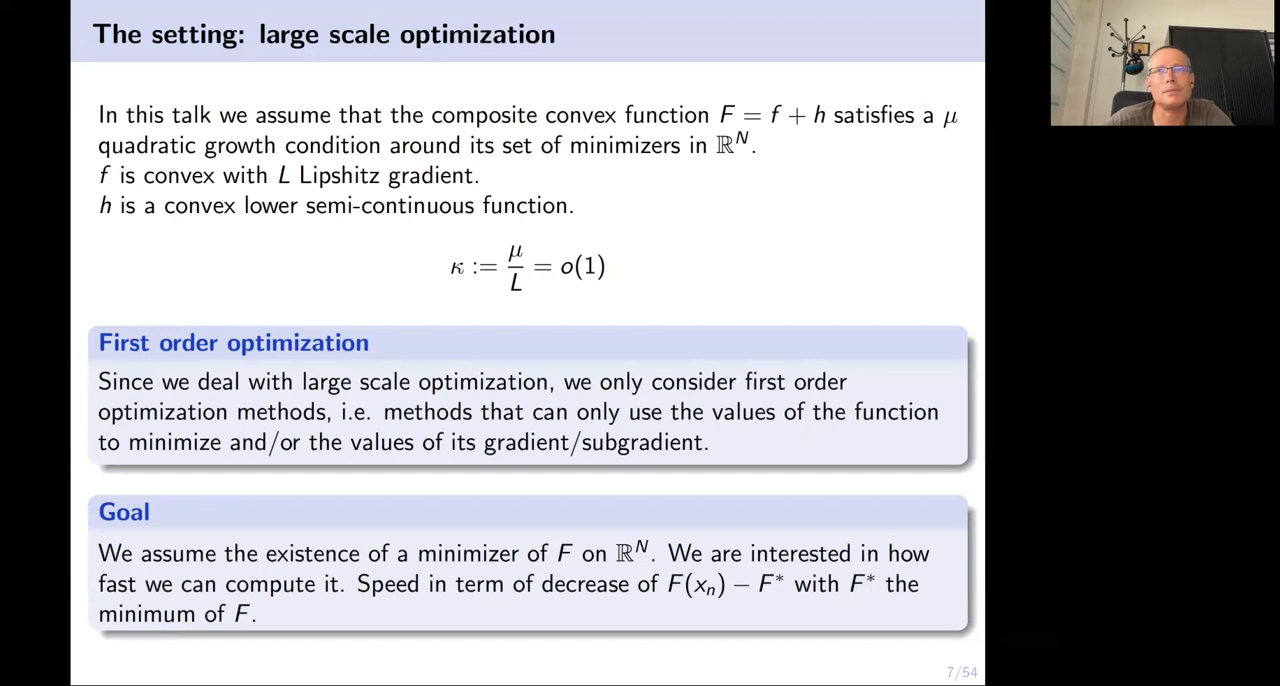 The setting: large scale optimization
In this talk we assume that the composite convex function F = f + h satisfies a μ
quadratic growth condition around its set of minimizers in ℝᴺ.
f is convex with L Lipshitz gradient.
h is a convex lower semi-continuous function.
κ := μ/L = o(1)
First order optimization
Since we deal with large scale optimization, we only consider first order
optimization methods, i.e. methods that can only use the values of the function
to minimize and/or the values of its gradient/subgradient.
Goal
We assume the existence of a minimizer of F on ℝᴺ. We are interested in how
fast we can compute it. Speed in term of decrease of F(xₙ) − F* with F* the
minimum of F.
7/54